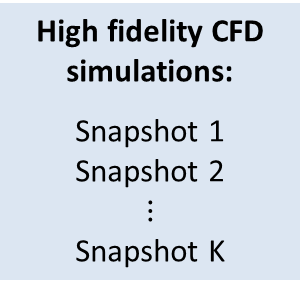 High fidelity CFD
simulations:
Snapshot 1
Snapshot 2
⋮
Snapshot K